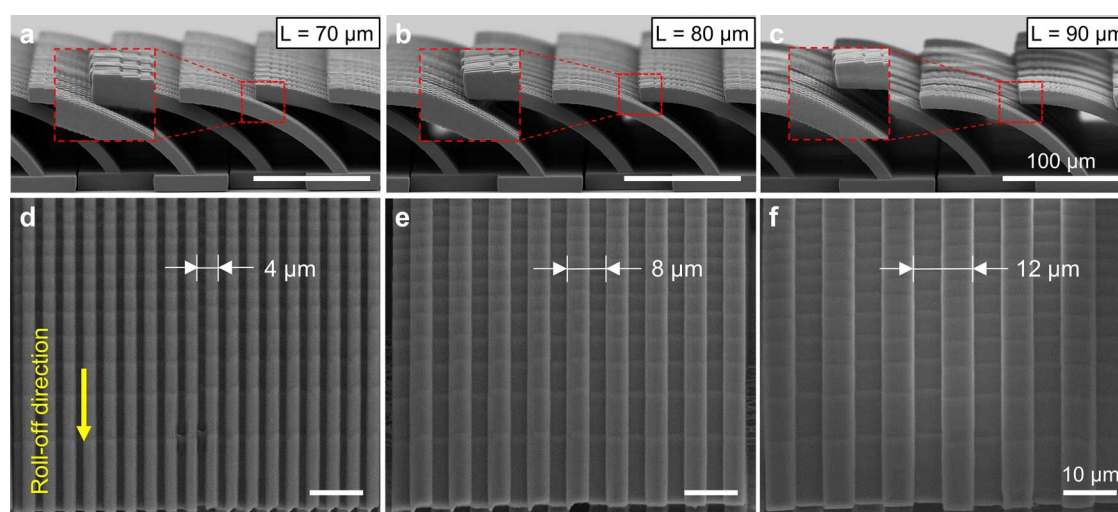 a
L = 70 μm
b
L = 80 μm
c
L = 90 μm
100 μm
d
4 μm
Roll-off direction
e
8 μm
f
12 μm
10 μm